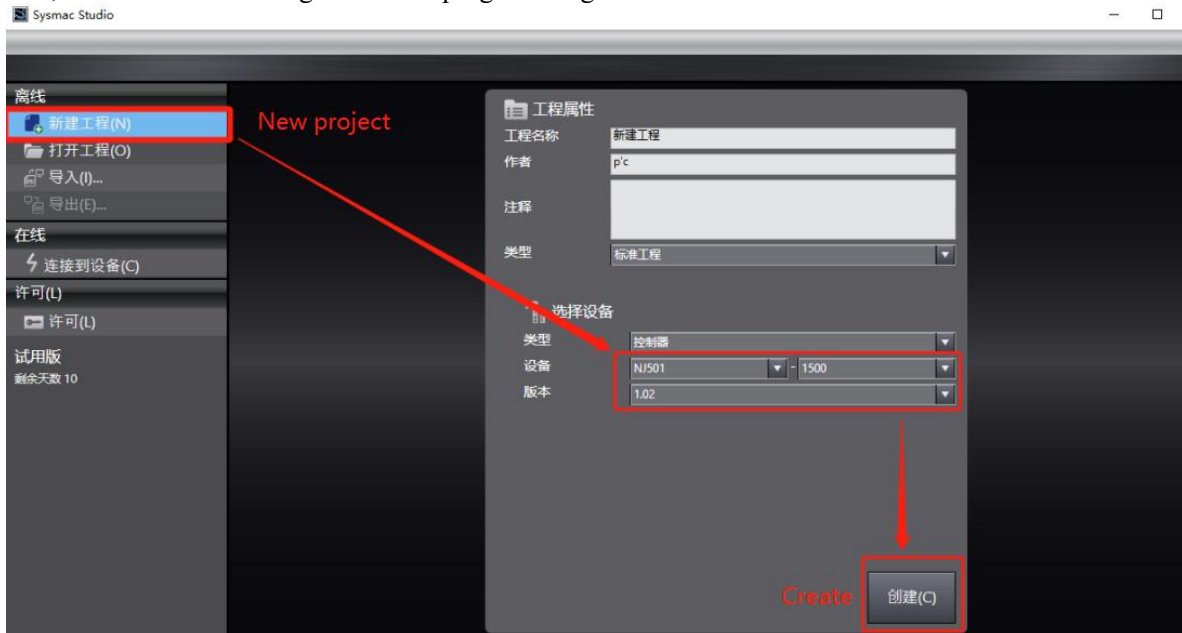 Sysmac Studio
离线
新建工程(N)
New project
打开工程(O)
导入(I)...
导出(E)...
在线
连接到设备(C)
许可(L)
许可(L)
试用版
剩余天数 10
工程属性
工程名称 新建工程
作者 p'c
注释
类型 标准工程
选择设备
类型 控制器
设备 NJ501 - 1500
版本 1.02
Create 创建(C)